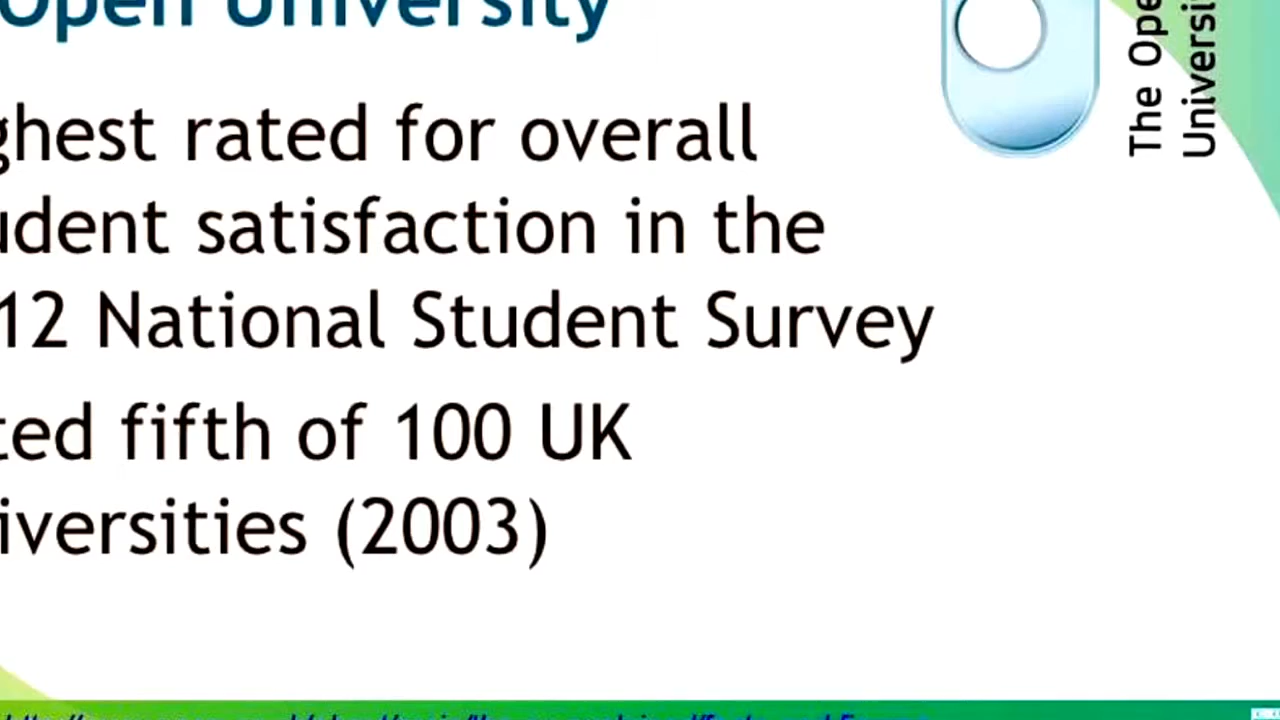 Open University
ghest rated for overall
udent satisfaction in the
12 National Student Survey
ted fifth of 100 UK
iversities (2003)
The Ope
Universi